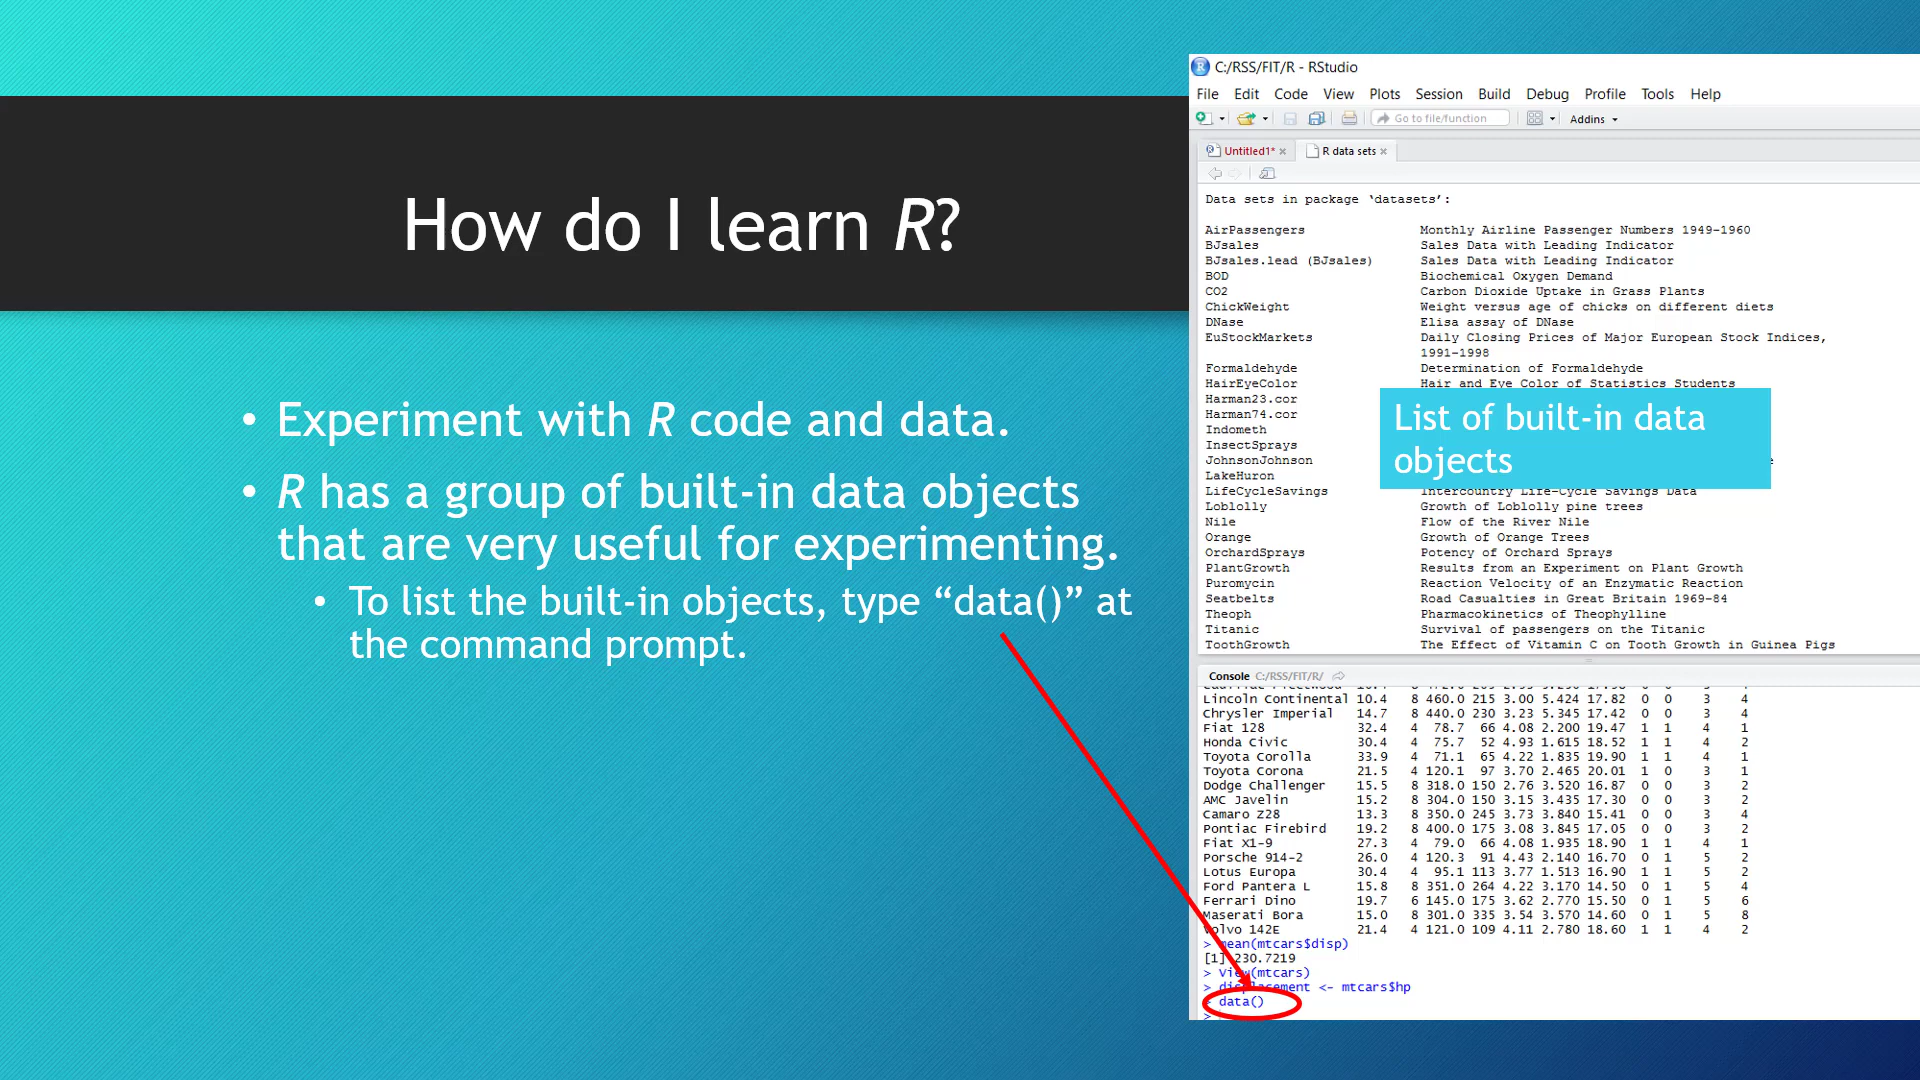 How do I learn R?
• Experiment with R code and data.
• R has a group of built-in data objects
that are very useful for experimenting.
• To list the built-in objects, type “data()” at
the command prompt.
C:/RSS/FIT/R - RStudio
File Edit Code View Plots Session Build Debug Profile Tools Help
Go to file/function Addins
Untitled1* R data sets
Data sets in package ‘datasets’:
AirPassengers Monthly Airline Passenger Numbers 1949-1960
BJsales Sales Data with Leading Indicator
BJsales.lead (BJsales) Sales Data with Leading Indicator
BOD Biochemical Oxygen Demand
CO2 Carbon Dioxide Uptake in Grass Plants
ChickWeight Weight versus age of chicks on different diets
DNase Elisa assay of DNase
EuStockMarkets Daily Closing Prices of Major European Stock Indices,
1991-1998
Formaldehyde Determination of Formaldehyde
HairEyeColor Hair and Eye Color of Statistics Students
Harman23.cor
Harman74.cor
Indometh
InsectSprays
JohnsonJohnson
LakeHuron
List of built-in data
objects
LifeCycleSavings Intercountry Life-Cycle Savings Data
Loblolly Growth of Loblolly pine trees
Nile Flow of the River Nile
Orange Growth of Orange Trees
OrchardSprays Potency of Orchard Sprays
PlantGrowth Results from an Experiment on Plant Growth
Puromycin Reaction Velocity of an Enzymatic Reaction
Seatbelts Road Casualties in Great Britain 1969-84
Theoph Pharmacokinetics of Theophylline
Titanic Survival of passengers on the Titanic
ToothGrowth The Effect of Vitamin C on Tooth Growth in Guinea Pigs
Console C:/RSS/FIT/R/
Lincoln Continental 10.4 8 460.0 215 3.00 5.424 17.82 0 0 3 4
Chrysler Imperial 14.7 8 440.0 230 3.23 5.345 17.42 0 0 3 4
Fiat 128 32.4 4 78.7 66 4.08 2.200 19.47 1 1 4 1
Honda Civic 30.4 4 75.7 52 4.93 1.615 18.52 1 1 4 2
Toyota Corolla 33.9 4 71.1 65 4.22 1.835 19.90 1 1 4 1
Toyota Corona 21.5 4 120.1 97 3.70 2.465 20.01 1 0 3 1
Dodge Challenger 15.5 8 318.0 150 2.76 3.520 16.87 0 0 3 2
AMC Javelin 15.2 8 304.0 150 3.15 3.435 17.30 0 0 3 2
Camaro Z28 13.3 8 350.0 245 3.73 3.840 15.41 0 0 3 4
Pontiac Firebird 19.2 8 400.0 175 3.08 3.845 17.05 0 0 3 2
Fiat X1-9 27.3 4 79.0 66 4.08 1.935 18.90 1 1 4 1
Porsche 914-2 26.0 4 120.3 91 4.43 2.140 16.70 0 1 5 2
Lotus Europa 30.4 4 95.1 113 3.77 1.513 16.90 1 1 5 2
Ford Pantera L 15.8 8 351.0 264 4.22 3.170 14.50 0 1 5 4
Ferrari Dino 19.7 6 145.0 175 3.62 2.770 15.50 0 1 5 6
Maserati Bora 15.0 8 301.0 335 3.54 3.570 14.60 0 1 5 8
Volvo 142E 21.4 4 121.0 109 4.11 2.780 18.60 1 1 4 2
> mean(mtcars$disp)
[1] 230.7219
> View(mtcars)
> displacement <- mtcars$hp
> data()
>